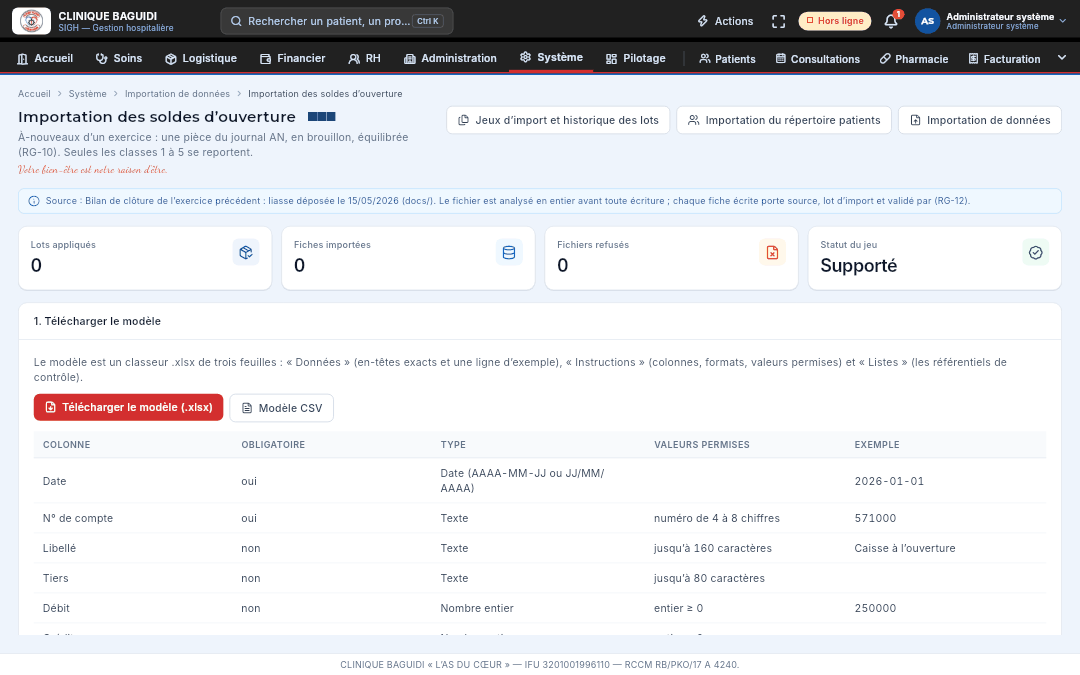 CLINIQUE BAGUIDI
SIGH — Gestion hospitalière
Rechercher un patient, un pro... Ctrl K
Actions
Hors ligne
1
AS
Administrateur système
Administrateur système
Accueil Soins Logistique Financier RH Administration Système Pilotage Patients Consultations Pharmacie Facturation
Accueil > Système > Importation de données > Importation des soldes d'ouverture
Importation des soldes d'ouverture
À-nouveaux d'un exercice : une pièce du journal AN, en brouillon, équilibrée
(RG-10). Seules les classes 1 à 5 se reportent.
Votre bien-être est notre raison d'être.
Jeux d'import et historique des lots
Importation du répertoire patients
Importation de données
Source : Bilan de clôture de l'exercice précédent : liasse déposée le 15/05/2026 (docs/). Le fichier est analysé en entier avant toute écriture ; chaque fiche écrite porte source, lot d'import et validé par (RG-12).
Lots appliqués
0
Fiches importées
0
Fichiers refusés
0
Statut du jeu
Supporté
1. Télécharger le modèle
Le modèle est un classeur .xlsx de trois feuilles : « Données » (en-têtes exacts et une ligne d'exemple), « Instructions » (colonnes, formats, valeurs permises) et « Listes » (les référentiels de
contrôle).
Télécharger le modèle (.xlsx)
Modèle CSV
COLONNE OBLIGATOIRE TYPE VALEURS PERMISES EXEMPLE
Date oui Date (AAAA-MM-JJ ou JJ/MM/
AAAA) 2026-01-01
N° de compte oui Texte numéro de 4 à 8 chiffres 571000
Libellé non Texte jusqu'à 160 caractères Caisse à l'ouverture
Tiers non Texte jusqu'à 80 caractères
Débit non Nombre entier entier ≥ 0 250000
CLINIQUE BAGUIDI « L'AS DU CŒUR » — IFU 3201001996110 — RCCM RB/PKO/17 A 4240.